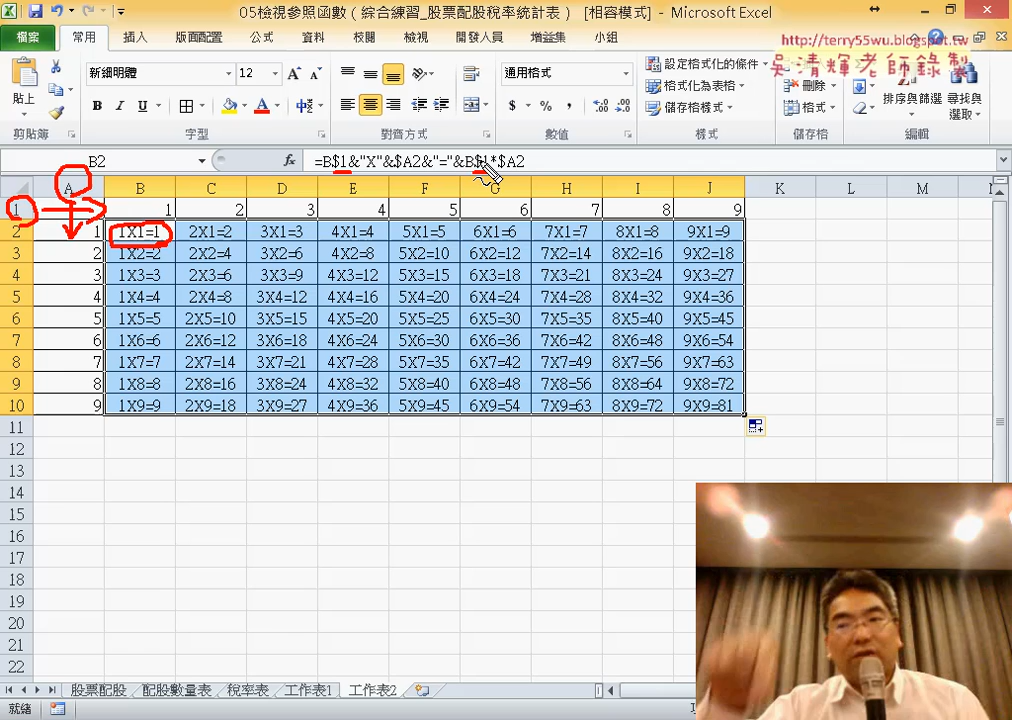 05檢視參照函數（綜合練習_股票配股稅率統計表） [相容模式] - Microsoft Excel
檔案 常用 插入 版面配置 公式 資料 校閱 檢視 開發人員 增益集 小組
http://terry55wu.blogspot.tw
吳清輝老師錄製
貼上 新細明體 12 A A 通用格式 設定格式化的條件 格式化為表格 儲存格樣式 刪除 格式 Σ 排序與篩選 尋找與選取
B I U A 中 $ % , .0 .00
剪貼簿 字型 對齊方式 數值 樣式 儲存格 編輯
B2 fx =B$1&"X"&$A2&"="&B$1*$A2
A B C D E F G H I J K L M
1 1 2 3 4 5 6 7 8 9
2 1 1X1=1 2X1=2 3X1=3 4X1=4 5X1=5 6X1=6 7X1=7 8X1=8 9X1=9
3 2 1X2=2 2X2=4 3X2=6 4X2=8 5X2=10 6X2=12 7X2=14 8X2=16 9X2=18
4 3 1X3=3 2X3=6 3X3=9 4X3=12 5X3=15 6X3=18 7X3=21 8X3=24 9X3=27
5 4 1X4=4 2X4=8 3X4=12 4X4=16 5X4=20 6X4=24 7X4=28 8X4=32 9X4=36
6 5 1X5=5 2X5=10 3X5=15 4X5=20 5X5=25 6X5=30 7X5=35 8X5=40 9X5=45
7 6 1X6=6 2X6=12 3X6=18 4X6=24 5X6=30 6X6=36 7X6=42 8X6=48 9X6=54
8 7 1X7=7 2X7=14 3X7=21 4X7=28 5X7=35 6X7=42 7X7=49 8X7=56 9X7=63
9 8 1X8=8 2X8=16 3X8=24 4X8=32 5X8=40 6X8=48 7X8=56 8X8=64 9X8=72
10 9 1X9=9 2X9=18 3X9=27 4X9=36 5X9=45 6X9=54 7X9=63 8X9=72 9X9=81
11
12
13
14
15
16
17
18
19
20
21
22
股票配股 配股數量表 稅率表 工作表1 工作表2
就緒